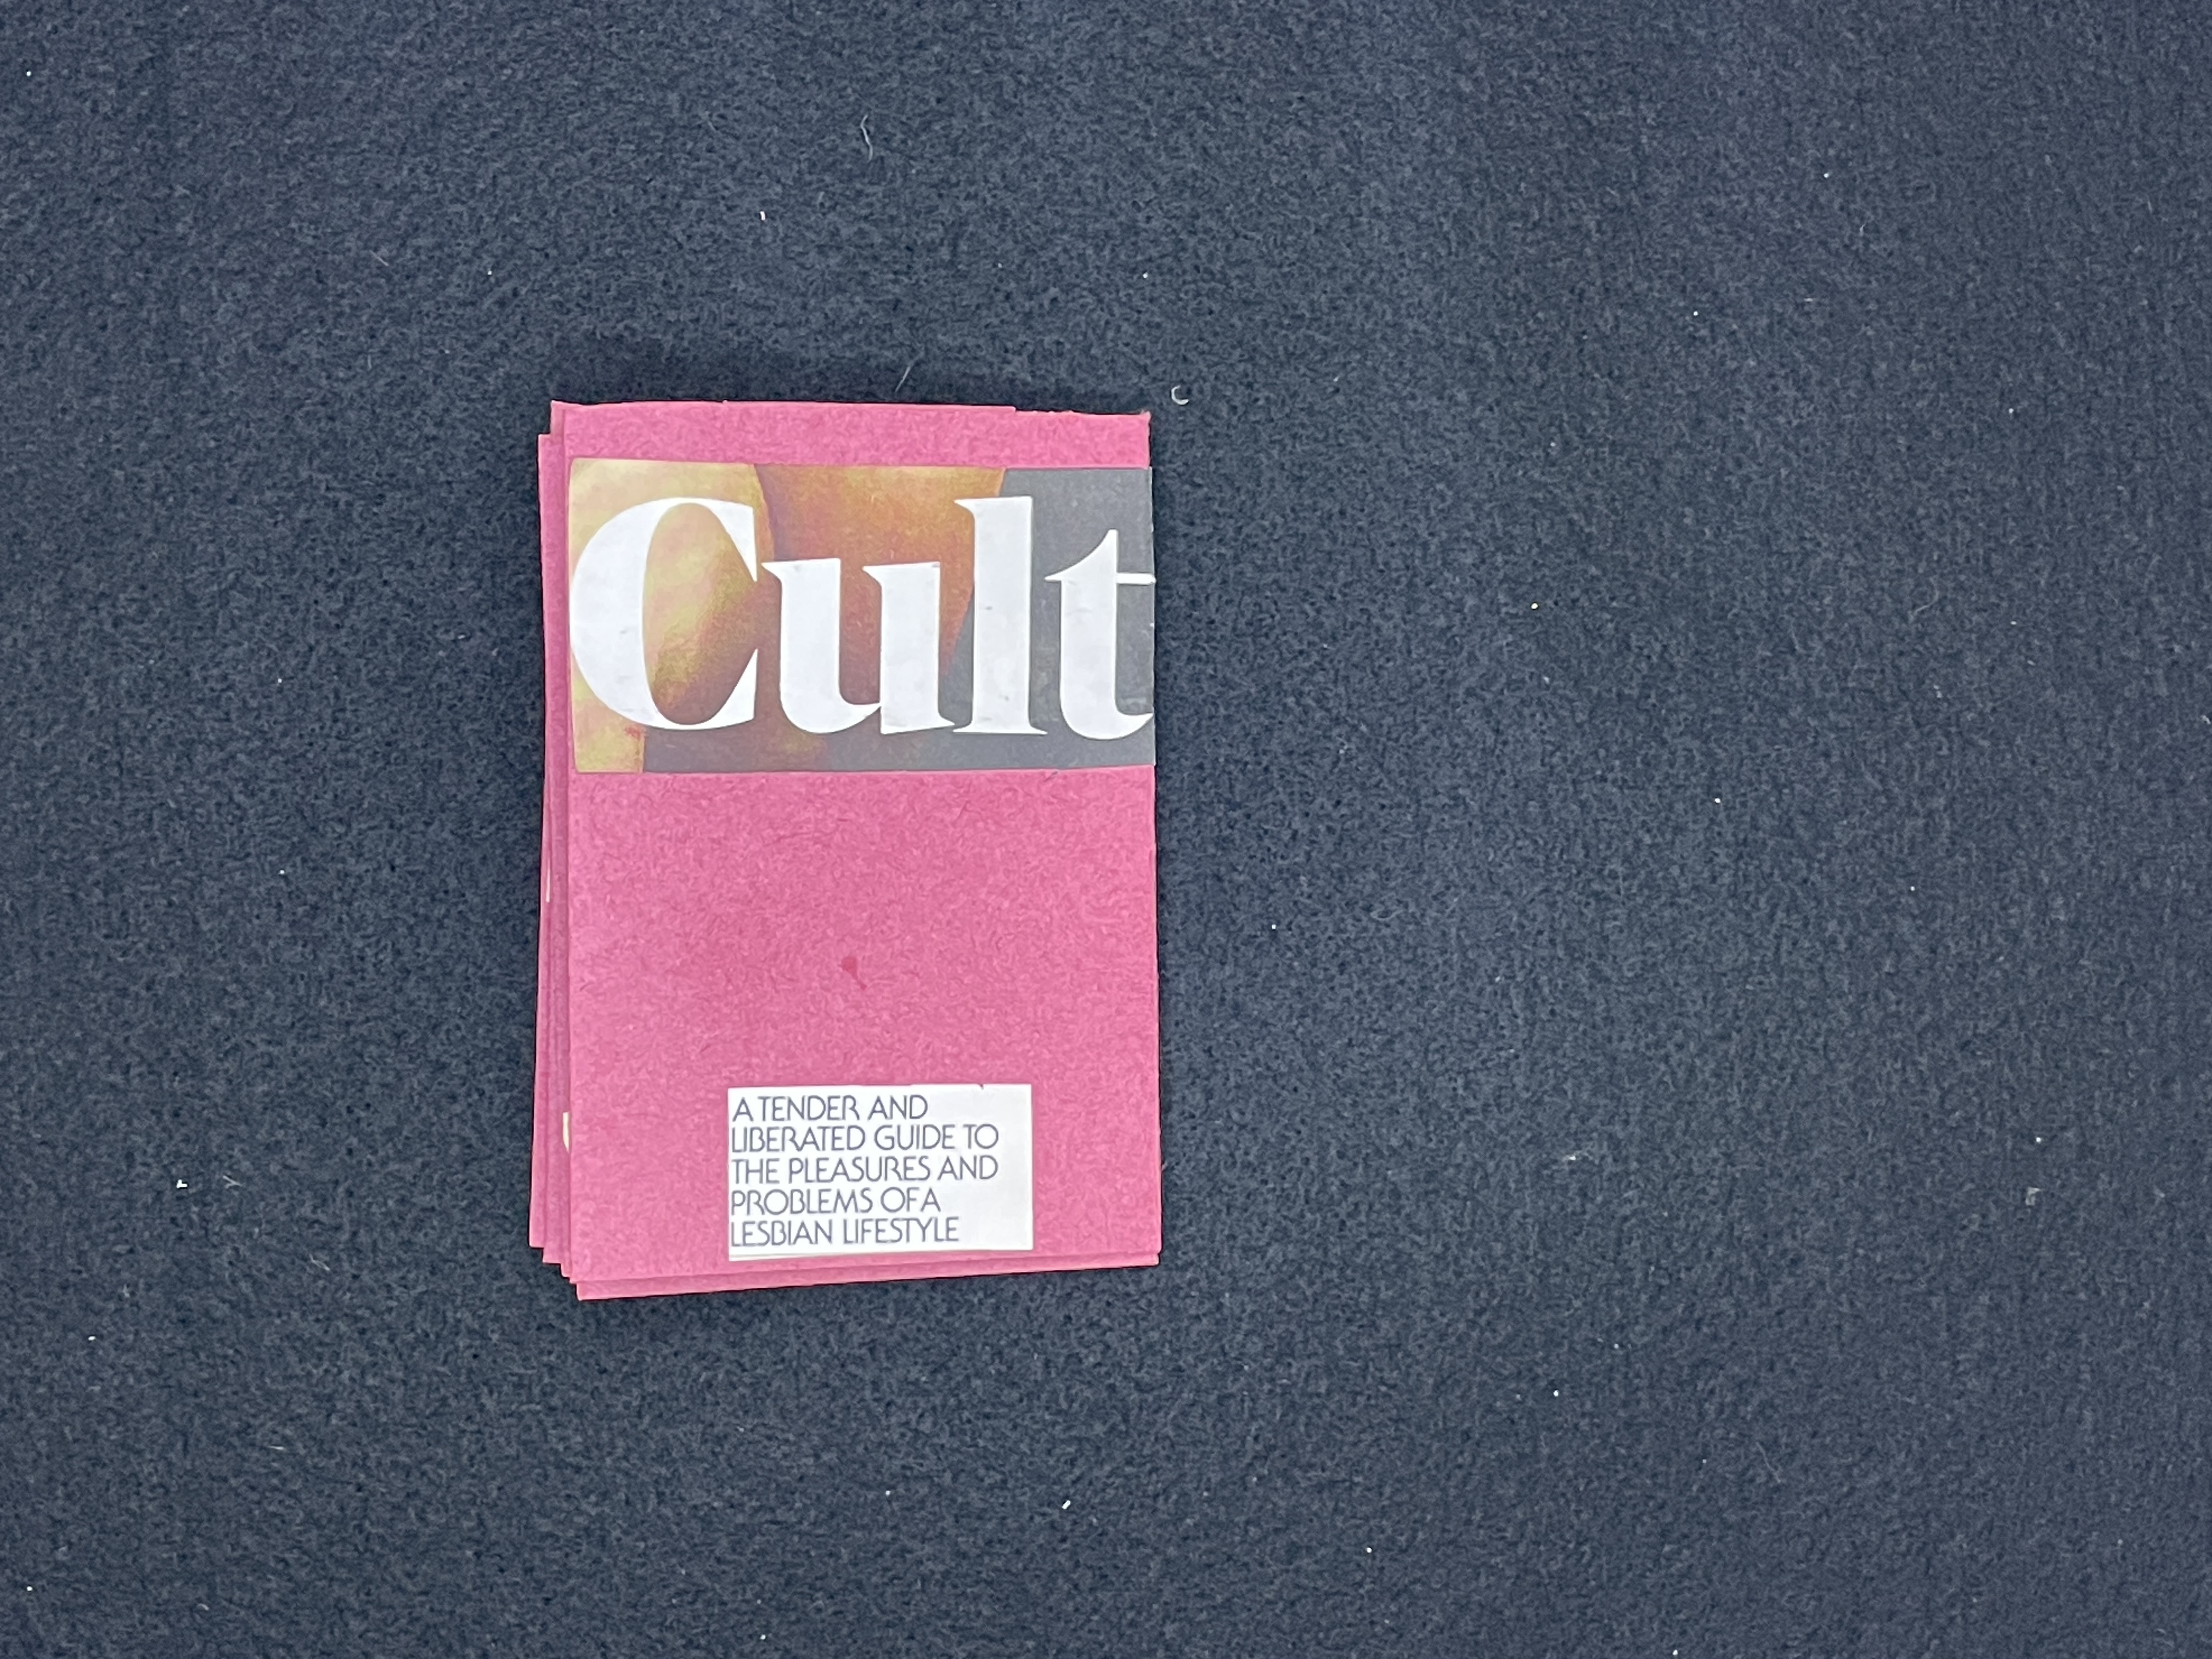 Cult
A TENDER AND
LIBERATED GUIDE TO
THE PLEASURES AND
PROBLEMS OF A
LESBIAN LIFESTYLE